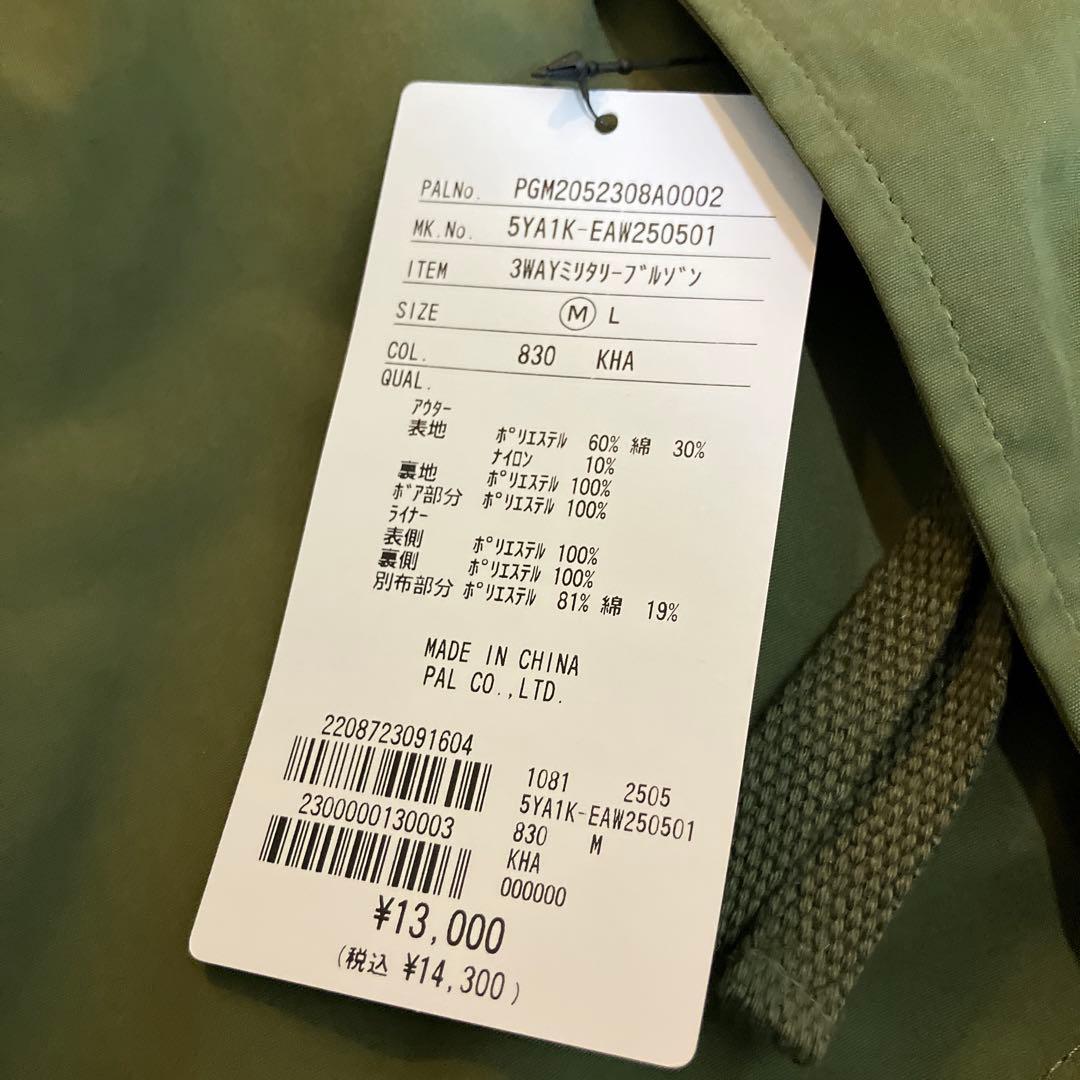 PALNo. PGM2052308A0002
MK.No. 5YA1K-EAW250501
ITEM 3WAYミリタリーブルゾン
SIZE Ⓜ L
COL. 830 KHA
QUAL.
アウター
表地 ポリエステル 60% 綿 30%
ナイロン 10%
裏地 ポリエステル 100%
ボア部分 ポリエステル 100%
ライナー
表側 ポリエステル 100%
裏側 ポリエステル 100%
別布部分 ポリエステル 81% 綿 19%
MADE IN CHINA
PAL CO.,LTD.
2208723091604
2300000130003
1081 2505
5YA1K-EAW250501
830 M
KHA
000000
¥13,000
(税込 ¥14,300)